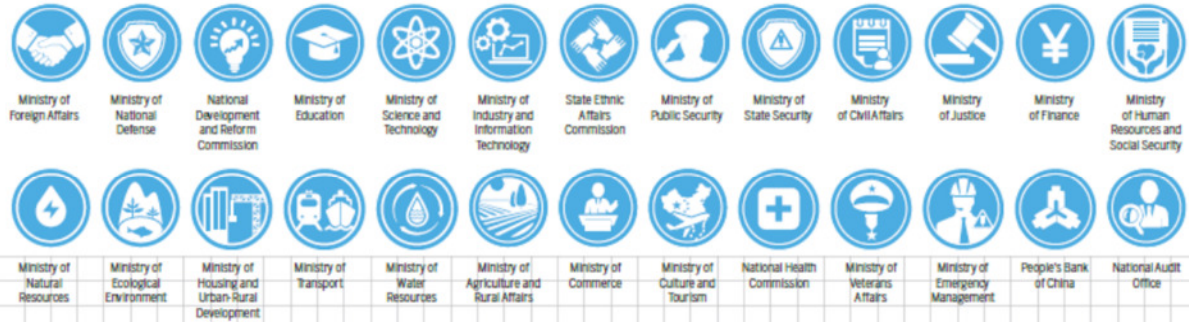 Ministry of
Foreign Affairs
Ministry of
National
Defense
National
Development
and Reform
Commission
Ministry of
Education
Ministry of
Science and
Technology
Ministry of
Industry and
Information
Technology
State Ethnic
Affairs
Commission
Ministry of
Public Security
Ministry of
State Security
Ministry
of Civil Affairs
Ministry
of Justice
¥
Ministry
of Finance
Ministry
of Human
Resources and
Social Security
Ministry of
Natural
Resources
Ministry of
Ecological
Environment
Ministry of
Housing and
Urban-Rural
Development
Ministry of
Transport
Ministry of
Water
Resources
Ministry of
Agriculture and
Rural Affairs
Ministry of
Commerce
Ministry of
Culture and
Tourism
National Health
Commission
Ministry of
Veterans
Affairs
Ministry of
Emergency
Management
People's Bank
of China
National Audit
Office